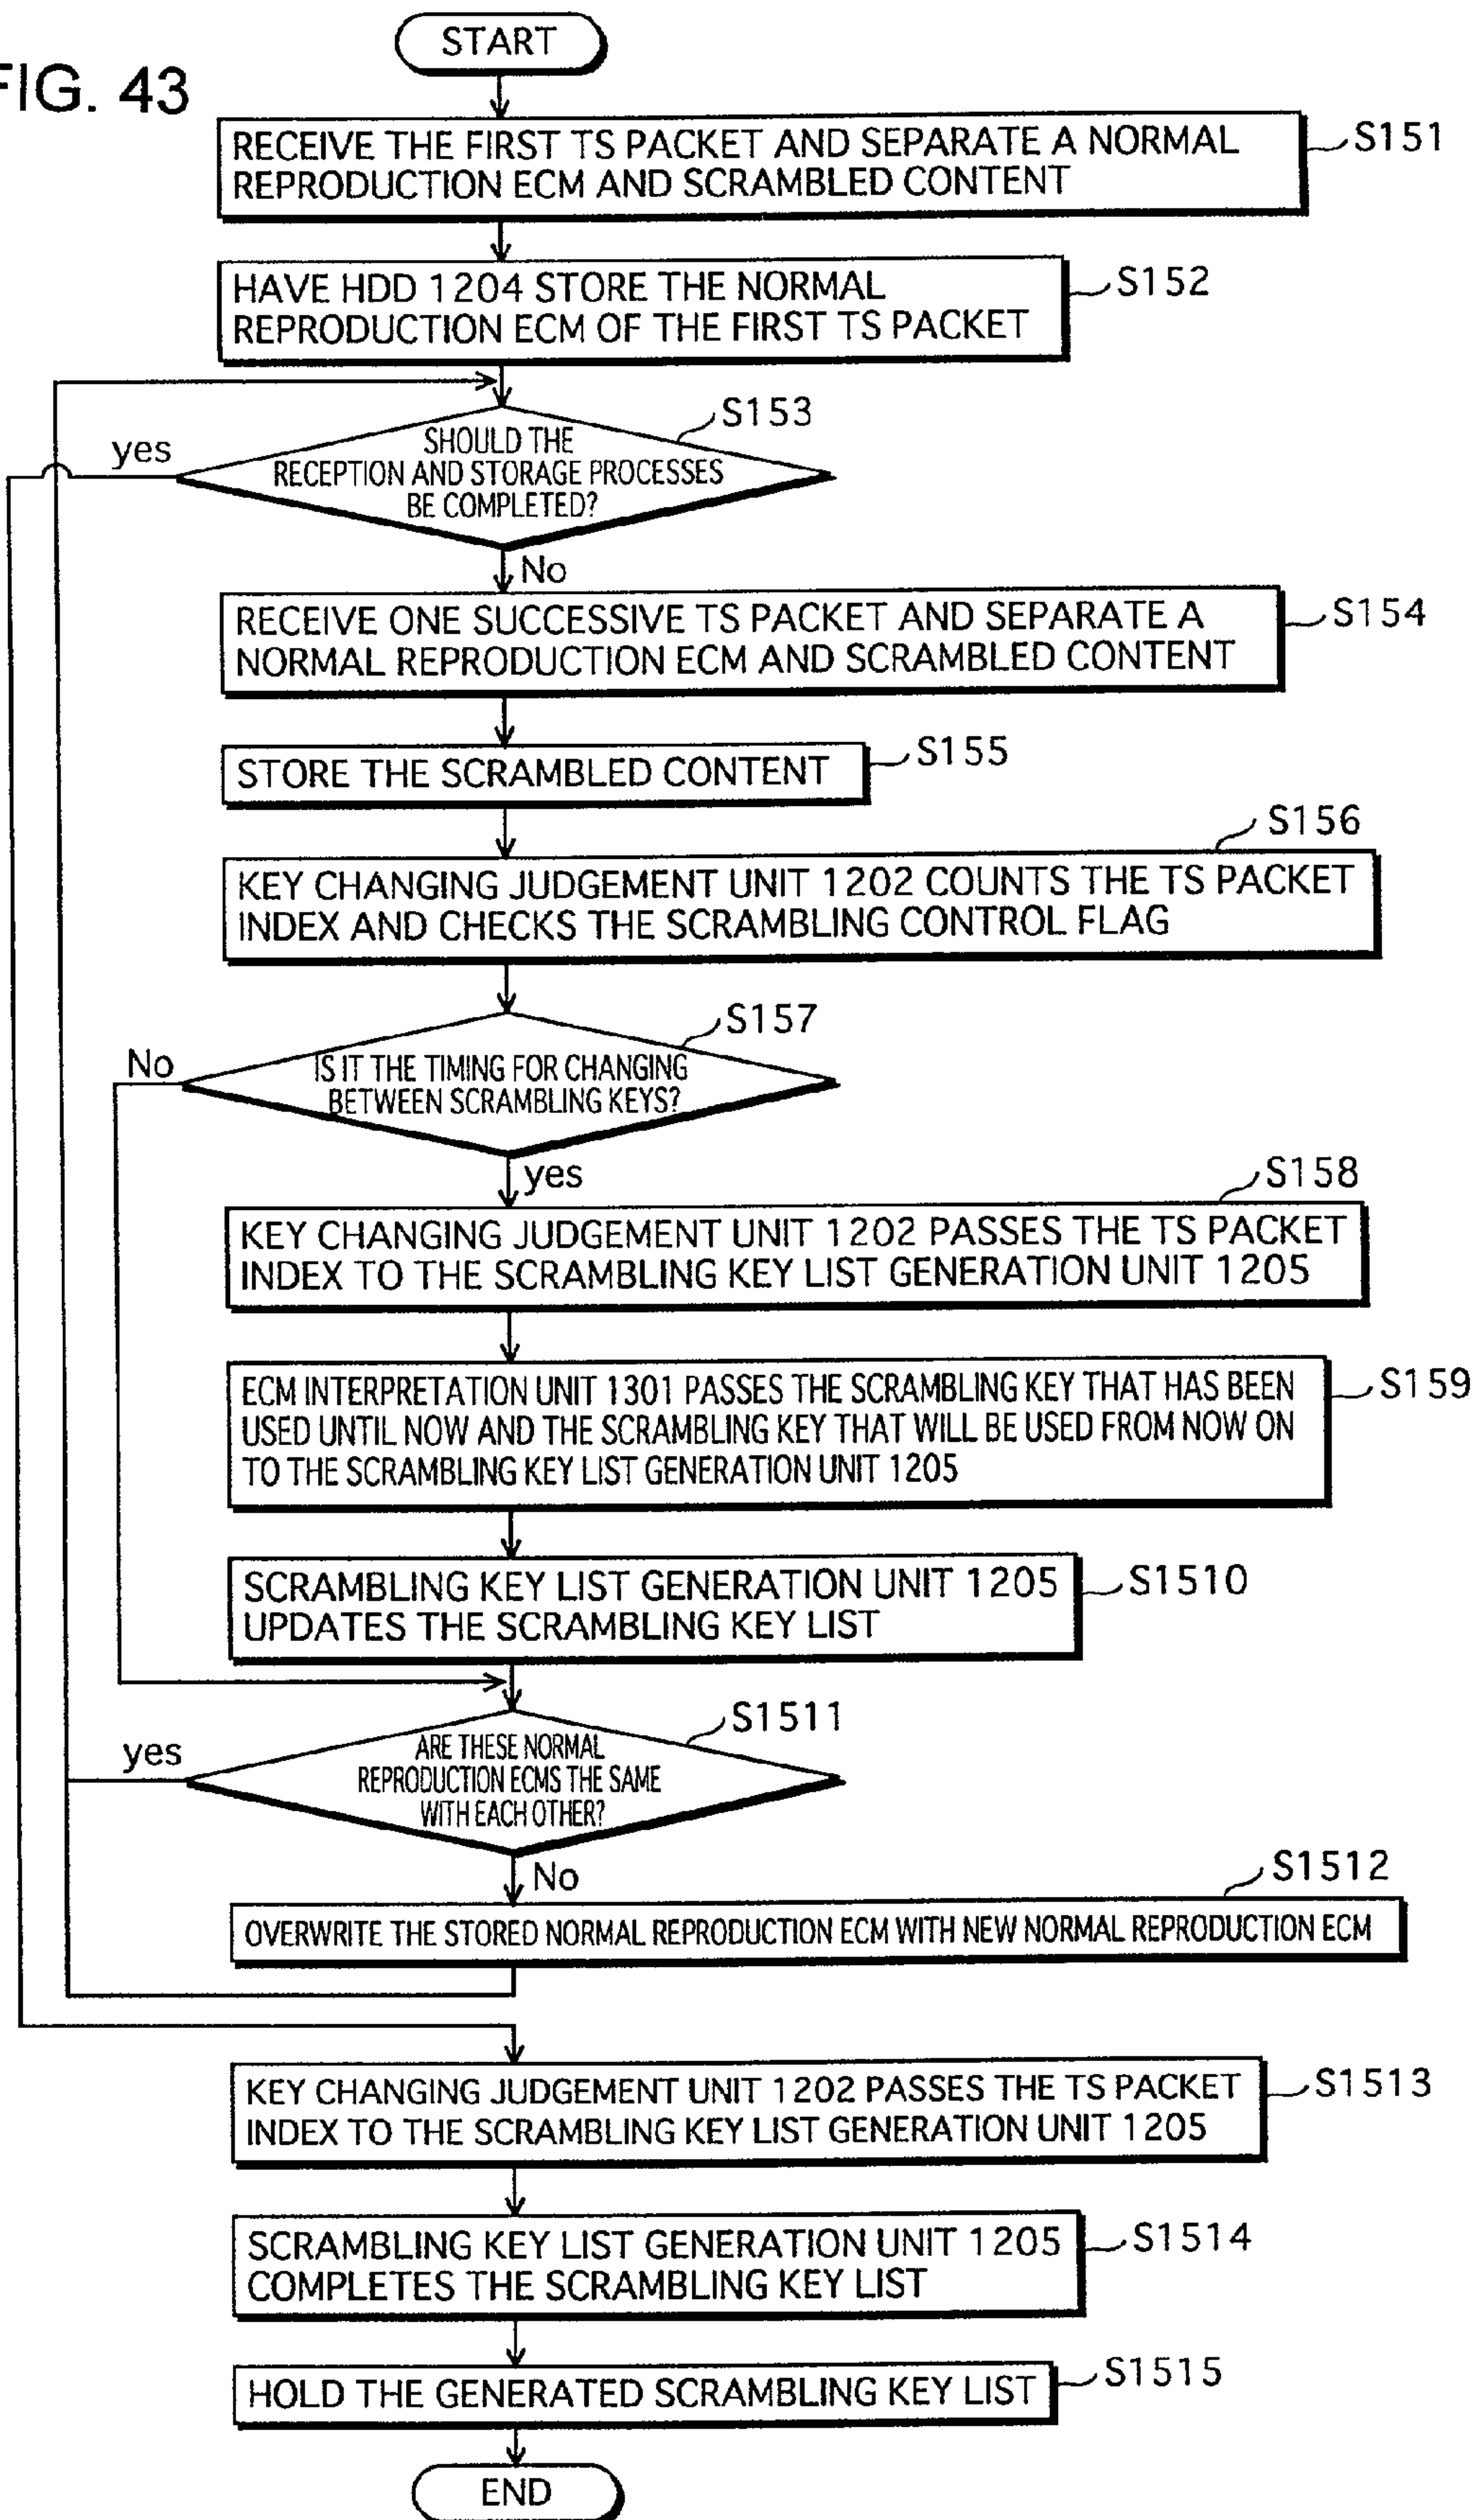 START
FIG. 43
RECEIVE THE FIRST TS PACKET AND SEPARATE A NORMAL
REPRODUCTION ECM AND SCRAMBLED CONTENT
S151
HAVE HDD 1204 STORE THE NORMAL
REPRODUCTION ECM OF THE FIRST TS PACKET
S152
S153
yes
SHOULD THE
RECEPTION AND STORAGE PROCESSES
BE COMPLETED?
No
RECEIVE ONE SUCCESSIVE TS PACKET AND SEPARATE A
NORMAL REPRODUCTION ECM AND SCRAMBLED CONTENT
S154
STORE THE SCRAMBLED CONTENT
S155
S156
KEY CHANGING JUDGEMENT UNIT 1202 COUNTS THE TS PACKET
INDEX AND CHECKS THE SCRAMBLING CONTROL FLAG
S157
No
IS IT THE TIMING FOR CHANGING
BETWEEN SCRAMBLING KEYS?
yes
S158
KEY CHANGING JUDGEMENT UNIT 1202 PASSES THE TS PACKET
INDEX TO THE SCRAMBLING KEY LIST GENERATION UNIT 1205
ECM INTERPRETATION UNIT 1301 PASSES THE SCRAMBLING KEY THAT HAS BEEN
USED UNTIL NOW AND THE SCRAMBLING KEY THAT WILL BE USED FROM NOW ON
TO THE SCRAMBLING KEY LIST GENERATION UNIT 1205
S159
SCRAMBLING KEY LIST GENERATION UNIT 1205
UPDATES THE SCRAMBLING KEY LIST
S1510
S1511
yes
ARE THESE NORMAL
REPRODUCTION ECMS THE SAME
WITH EACH OTHER?
No
S1512
OVERWRITE THE STORED NORMAL REPRODUCTION ECM WITH NEW NORMAL REPRODUCTION ECM
KEY CHANGING JUDGEMENT UNIT 1202 PASSES THE TS PACKET
INDEX TO THE SCRAMBLING KEY LIST GENERATION UNIT 1205
S1513
SCRAMBLING KEY LIST GENERATION UNIT 1205
COMPLETES THE SCRAMBLING KEY LIST
S1514
HOLD THE GENERATED SCRAMBLING KEY LIST
S1515
END